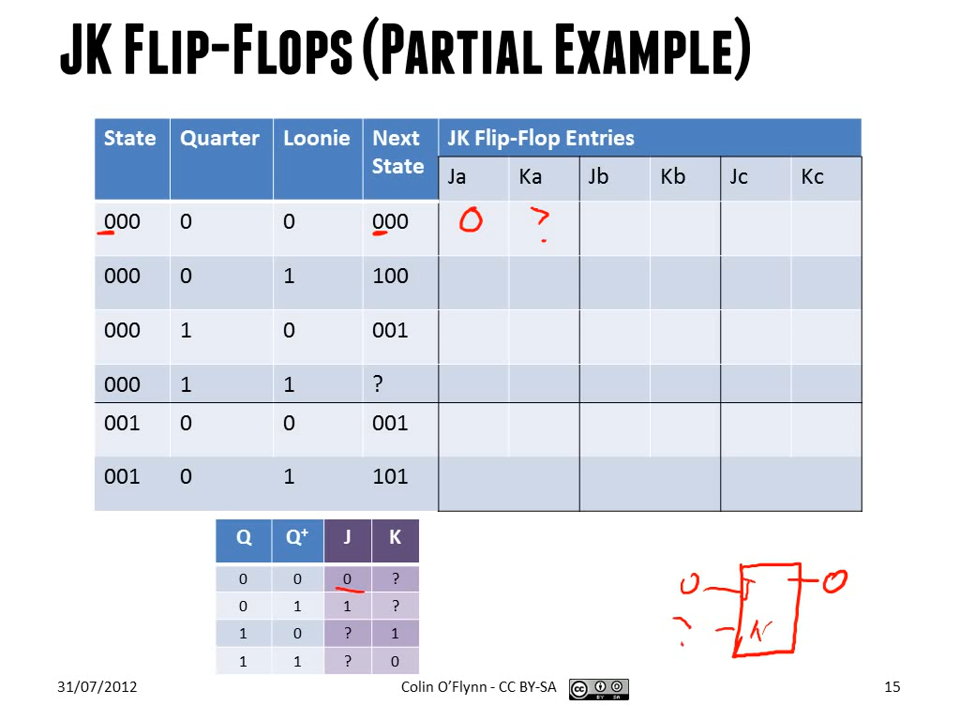 JK Flip-Flops (Partial Example)
State Quarter Loonie Next State JK Flip-Flop Entries
Ja Ka Jb Kb Jc Kc
000 0 0 000 0 ?
000 0 1 100
000 1 0 001
000 1 1 ?
001 0 0 001
001 0 1 101
Q Q+ J K
0 0 0 ?
0 1 1 ?
1 0 ? 1
1 1 ? 0
0 J 0
? K
31/07/2012 Colin O'Flynn - CC BY-SA cc BY SA 15